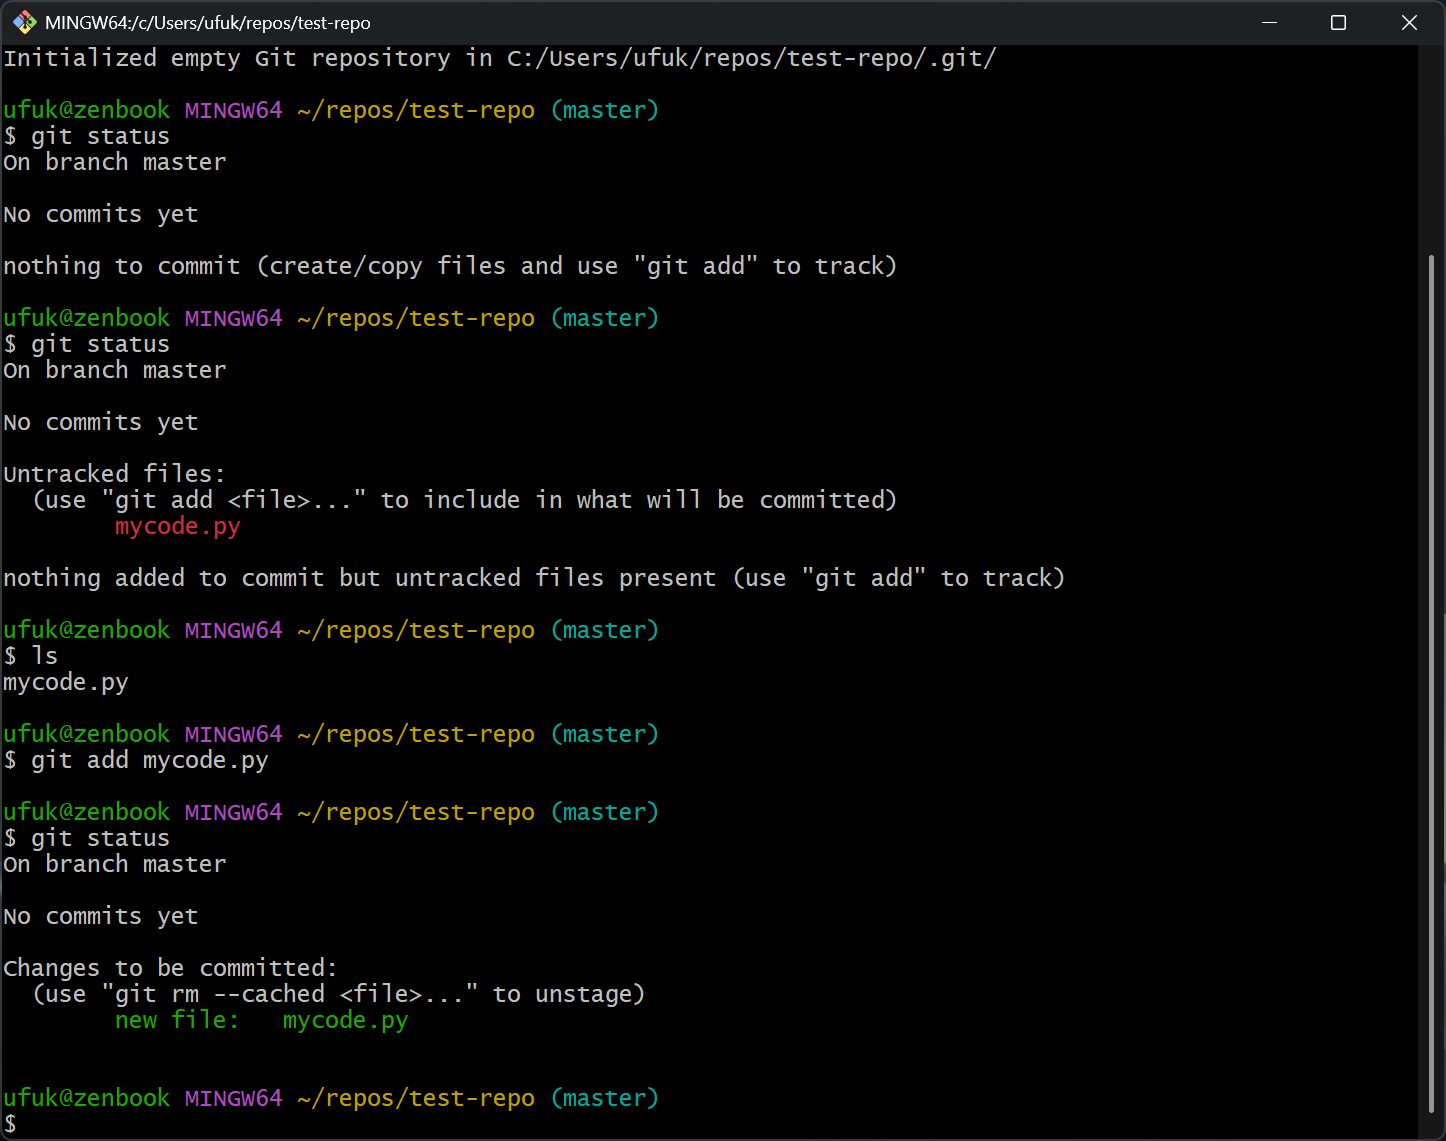 MINGW64:/c/Users/ufuk/repos/test-repo
Initialized empty Git repository in C:/Users/ufuk/repos/test-repo/.git/
ufuk@zenbook MINGW64 ~/repos/test-repo (master)
$ git status
On branch master
No commits yet
nothing to commit (create/copy files and use "git add" to track)
ufuk@zenbook MINGW64 ~/repos/test-repo (master)
$ git status
On branch master
No commits yet
Untracked files:
  (use "git add <file>..." to include in what will be committed)
        mycode.py
nothing added to commit but untracked files present (use "git add" to track)
ufuk@zenbook MINGW64 ~/repos/test-repo (master)
$ ls
mycode.py
ufuk@zenbook MINGW64 ~/repos/test-repo (master)
$ git add mycode.py
ufuk@zenbook MINGW64 ~/repos/test-repo (master)
$ git status
On branch master
No commits yet
Changes to be committed:
  (use "git rm --cached <file>..." to unstage)
        new file:   mycode.py
ufuk@zenbook MINGW64 ~/repos/test-repo (master)
$